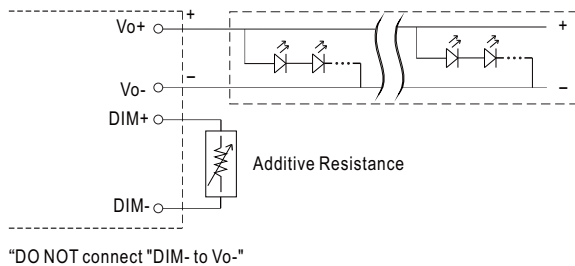 Vo+
+
+
Vo-
–
–
DIM+
Additive Resistance
DIM-
“DO NOT connect "DIM- to Vo-"